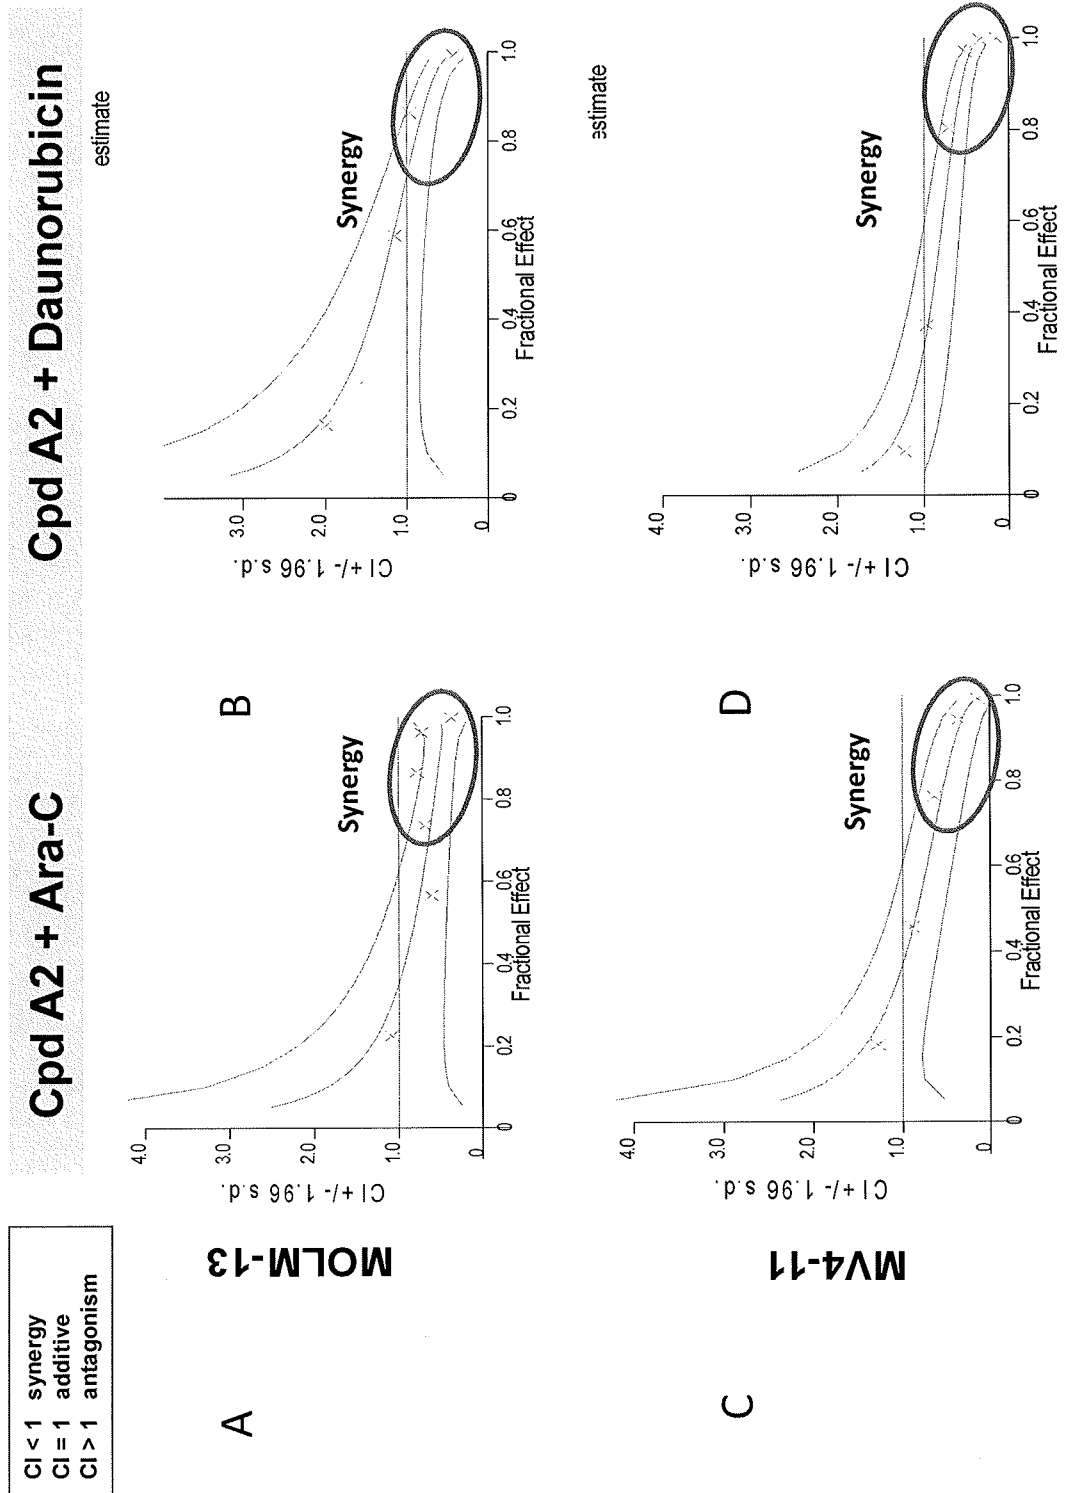 CI < 1 synergy
CI = 1 additive
CI > 1 antagonism
Cpd A2 + Ara-C
Cpd A2 + Daunorubicin
A
MOLM-13
CI +/- 1.96 s.d.
4.0
3.0
2.0
1.0
0
Synergy
0
0.2
0.4
0.6
0.8
1.0
Fractional Effect
B
estimate
CI +/- 1.96 s.d.
3.0
2.0
1.0
0
Synergy
0
0.2
0.4
0.6
0.8
1.0
Fractional Effect
C
MV4-11
CI +/- 1.96 s.d.
4.0
3.0
2.0
1.0
0
Synergy
0
0.2
0.4
0.6
0.8
1.0
Fractional Effect
D
estimate
CI +/- 1.96 s.d.
4.0
3.0
2.0
1.0
0
Synergy
0
0.2
0.4
0.6
0.8
1.0
Fractional Effect